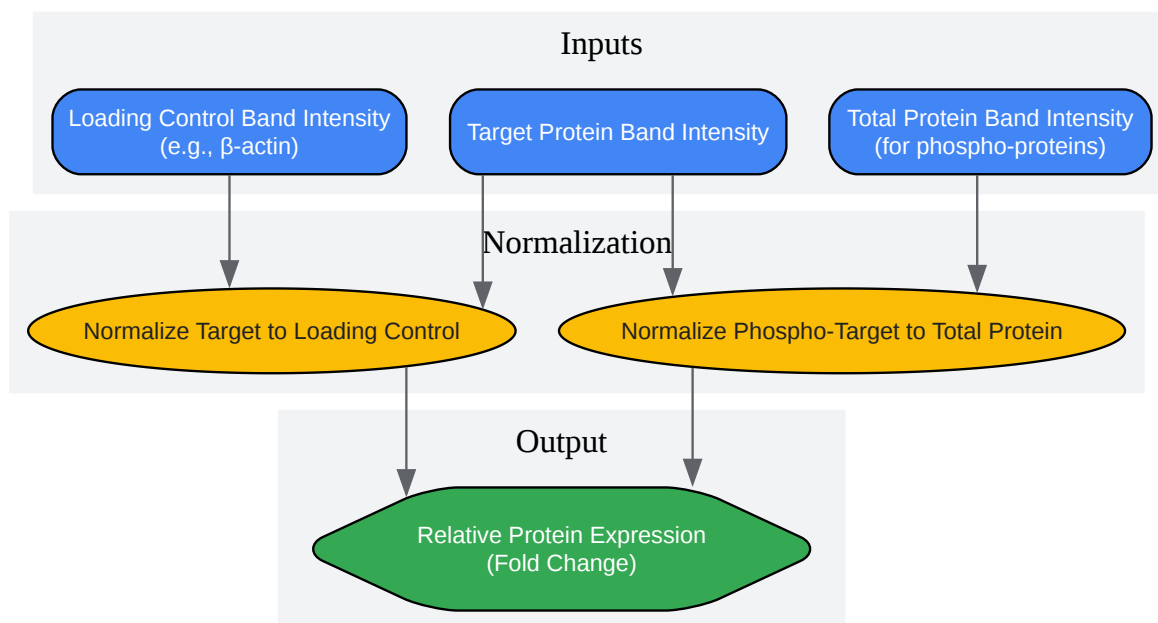 Inputs
Loading Control Band Intensity
(e.g., β-actin)
Target Protein Band Intensity
Total Protein Band Intensity
(for phospho-proteins)
Normalization
Normalize Target to Loading Control
Normalize Phospho-Target to Total Protein
Output
Relative Protein Expression
(Fold Change)